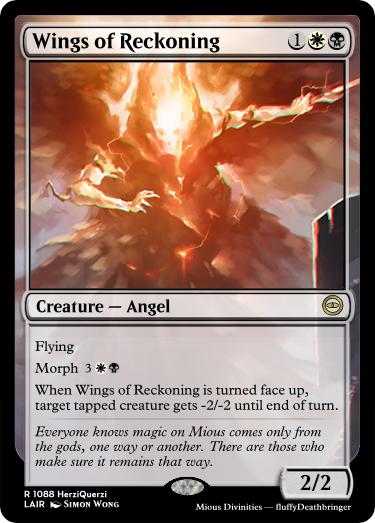 Wings of Reckoning 1
Creature — Angel
Flying
Morph 3
When Wings of Reckoning is turned face up,
target tapped creature gets -2/-2 until end of turn.
Everyone knows magic on Mious comes only from
the gods, one way or another. There are those who
make sure it remains that way.
2/2
R 1088 HerziQuerzi
LAIR SIMON WONG
Mious Divinities — fluffyDeathbringer